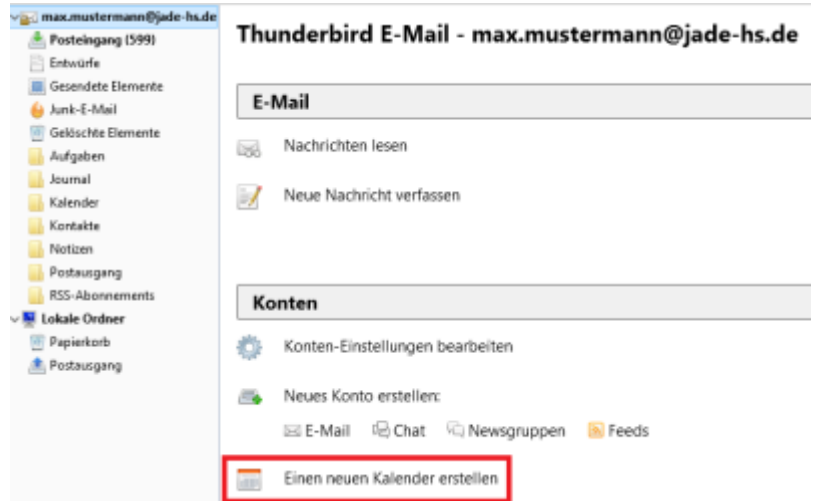 max.mustermann@jade-hs.de
Posteingang (599)
Entwürfe
Gesendete Elemente
Junk-E-Mail
Gelöschte Elemente
Aufgaben
Journal
Kalender
Kontakte
Notizen
Postausgang
RSS-Abonnements
Lokale Ordner
Papierkorb
Postausgang
Thunderbird E-Mail - max.mustermann@jade-hs.de
E-Mail
Nachrichten lesen
Neue Nachricht verfassen
Konten
Konten-Einstellungen bearbeiten
Neues Konto erstellen:
E-Mail Chat Newsgruppen Feeds
Einen neuen Kalender erstellen